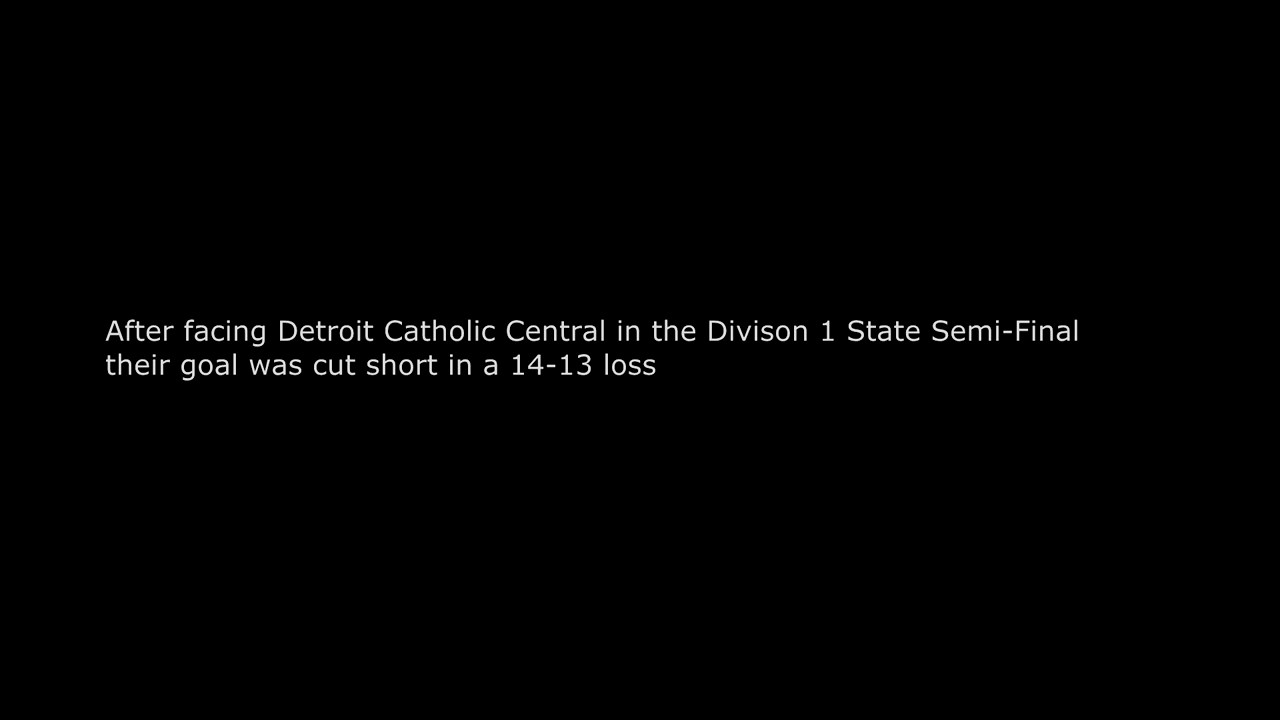 After facing Detroit Catholic Central in the Divison 1 State Semi-Final
their goal was cut short in a 14-13 loss